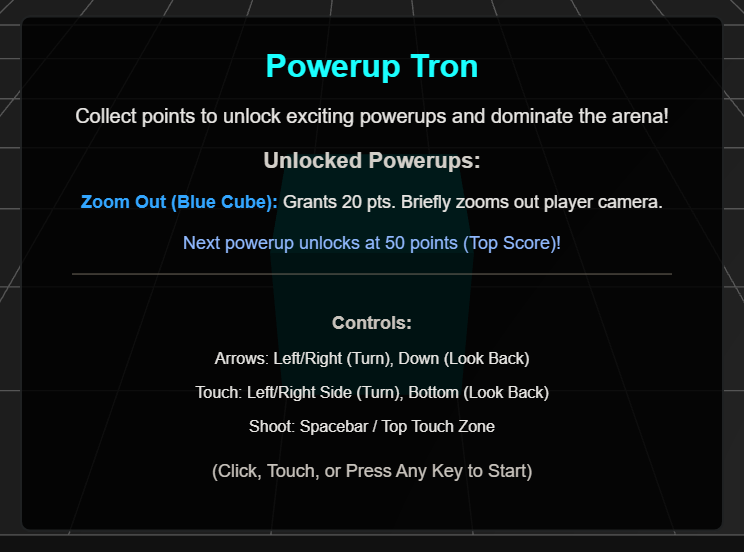 Powerup Tron
Collect points to unlock exciting powerups and dominate the arena!
Unlocked Powerups:
Zoom Out (Blue Cube): Grants 20 pts. Briefly zooms out player camera.
Next powerup unlocks at 50 points (Top Score)!
Controls:
Arrows: Left/Right (Turn), Down (Look Back)
Touch: Left/Right Side (Turn), Bottom (Look Back)
Shoot: Spacebar / Top Touch Zone
(Click, Touch, or Press Any Key to Start)